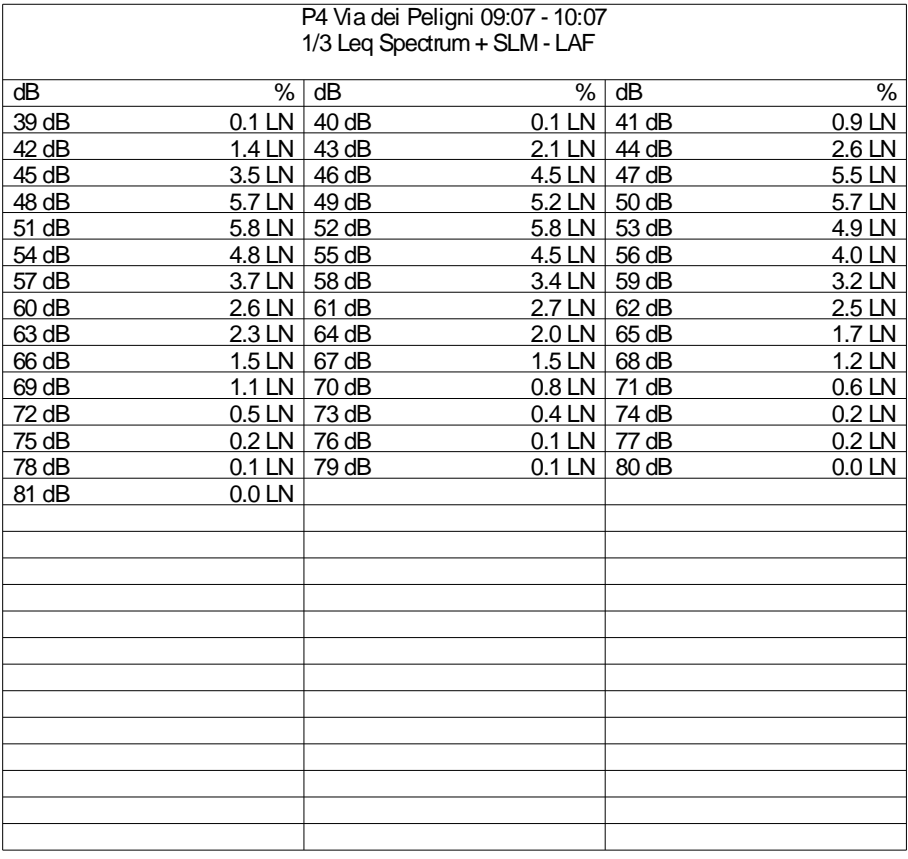 P4 Via dei Peligni 09:07 - 10:07
1/3 Leq Spectrum + SLM - LAF
dB % dB % dB %
39 dB 0.1 LN 40 dB 0.1 LN 41 dB 0.9 LN
42 dB 1.4 LN 43 dB 2.1 LN 44 dB 2.6 LN
45 dB 3.5 LN 46 dB 4.5 LN 47 dB 5.5 LN
48 dB 5.7 LN 49 dB 5.2 LN 50 dB 5.7 LN
51 dB 5.8 LN 52 dB 5.8 LN 53 dB 4.9 LN
54 dB 4.8 LN 55 dB 4.5 LN 56 dB 4.0 LN
57 dB 3.7 LN 58 dB 3.4 LN 59 dB 3.2 LN
60 dB 2.6 LN 61 dB 2.7 LN 62 dB 2.5 LN
63 dB 2.3 LN 64 dB 2.0 LN 65 dB 1.7 LN
66 dB 1.5 LN 67 dB 1.5 LN 68 dB 1.2 LN
69 dB 1.1 LN 70 dB 0.8 LN 71 dB 0.6 LN
72 dB 0.5 LN 73 dB 0.4 LN 74 dB 0.2 LN
75 dB 0.2 LN 76 dB 0.1 LN 77 dB 0.2 LN
78 dB 0.1 LN 79 dB 0.1 LN 80 dB 0.0 LN
81 dB 0.0 LN